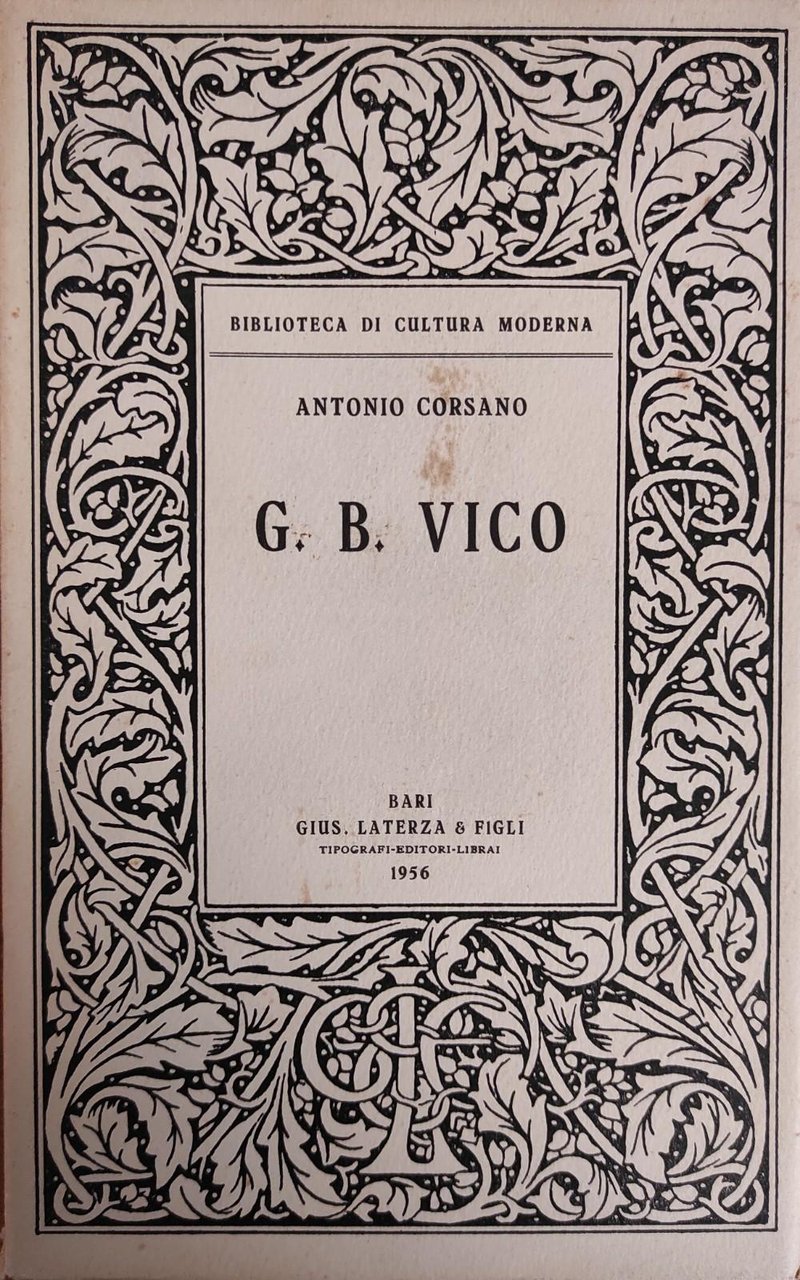 BIBLIOTECA DI CULTURA MODERNA
ANTONIO CORSANO
G. B. VICO
BARI
GIUS. LATERZA & FIGLI
TIPOGRAFI-EDITORI-LIBRAI
1956